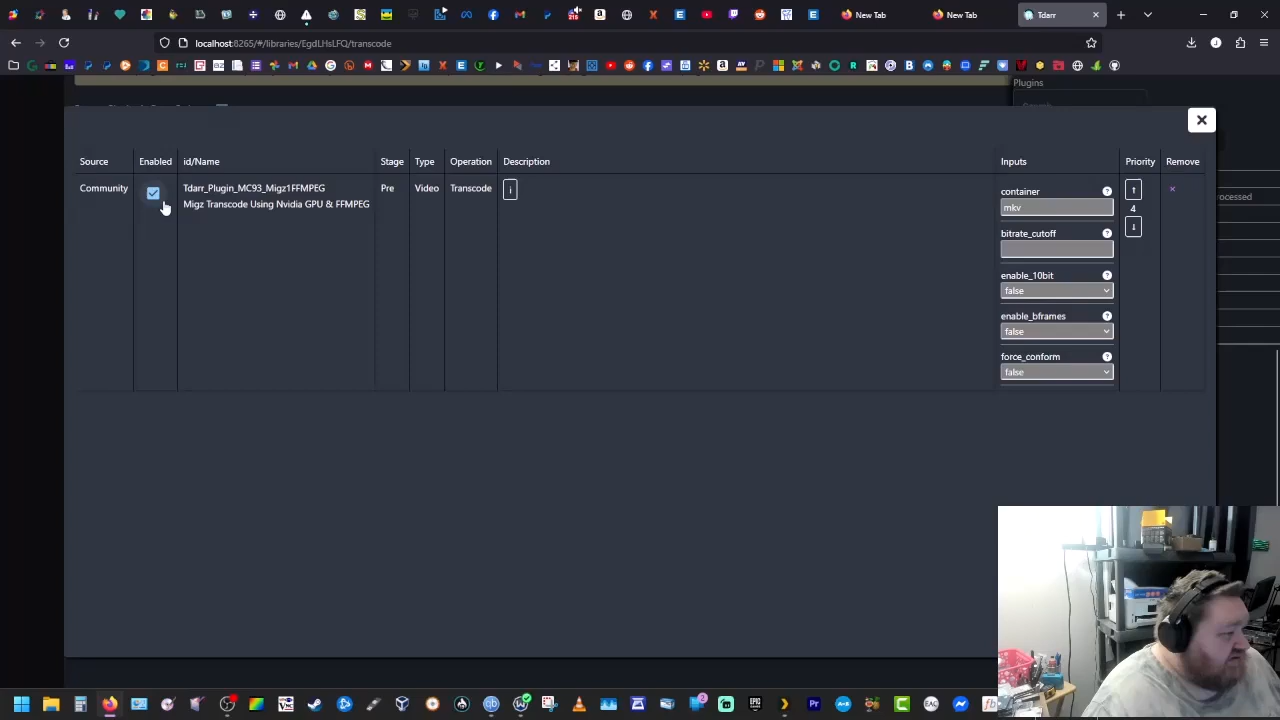 New Tab
New Tab
Tdarr
localhost:8265/#/libraries/EgdLHsLFQ/transcode
Plugins
Source
Enabled
id/Name
Stage
Type
Operation
Description
Inputs
Priority
Remove
Community
Tdarr_Plugin_MC93_Migz1FFMPEG
Migz Transcode Using Nvidia GPU & FFMPEG
Pre
Video
Transcode
i
container
mkv
bitrate_cutoff
enable_10bit
false
enable_bframes
false
force_conform
false
4
rocessed